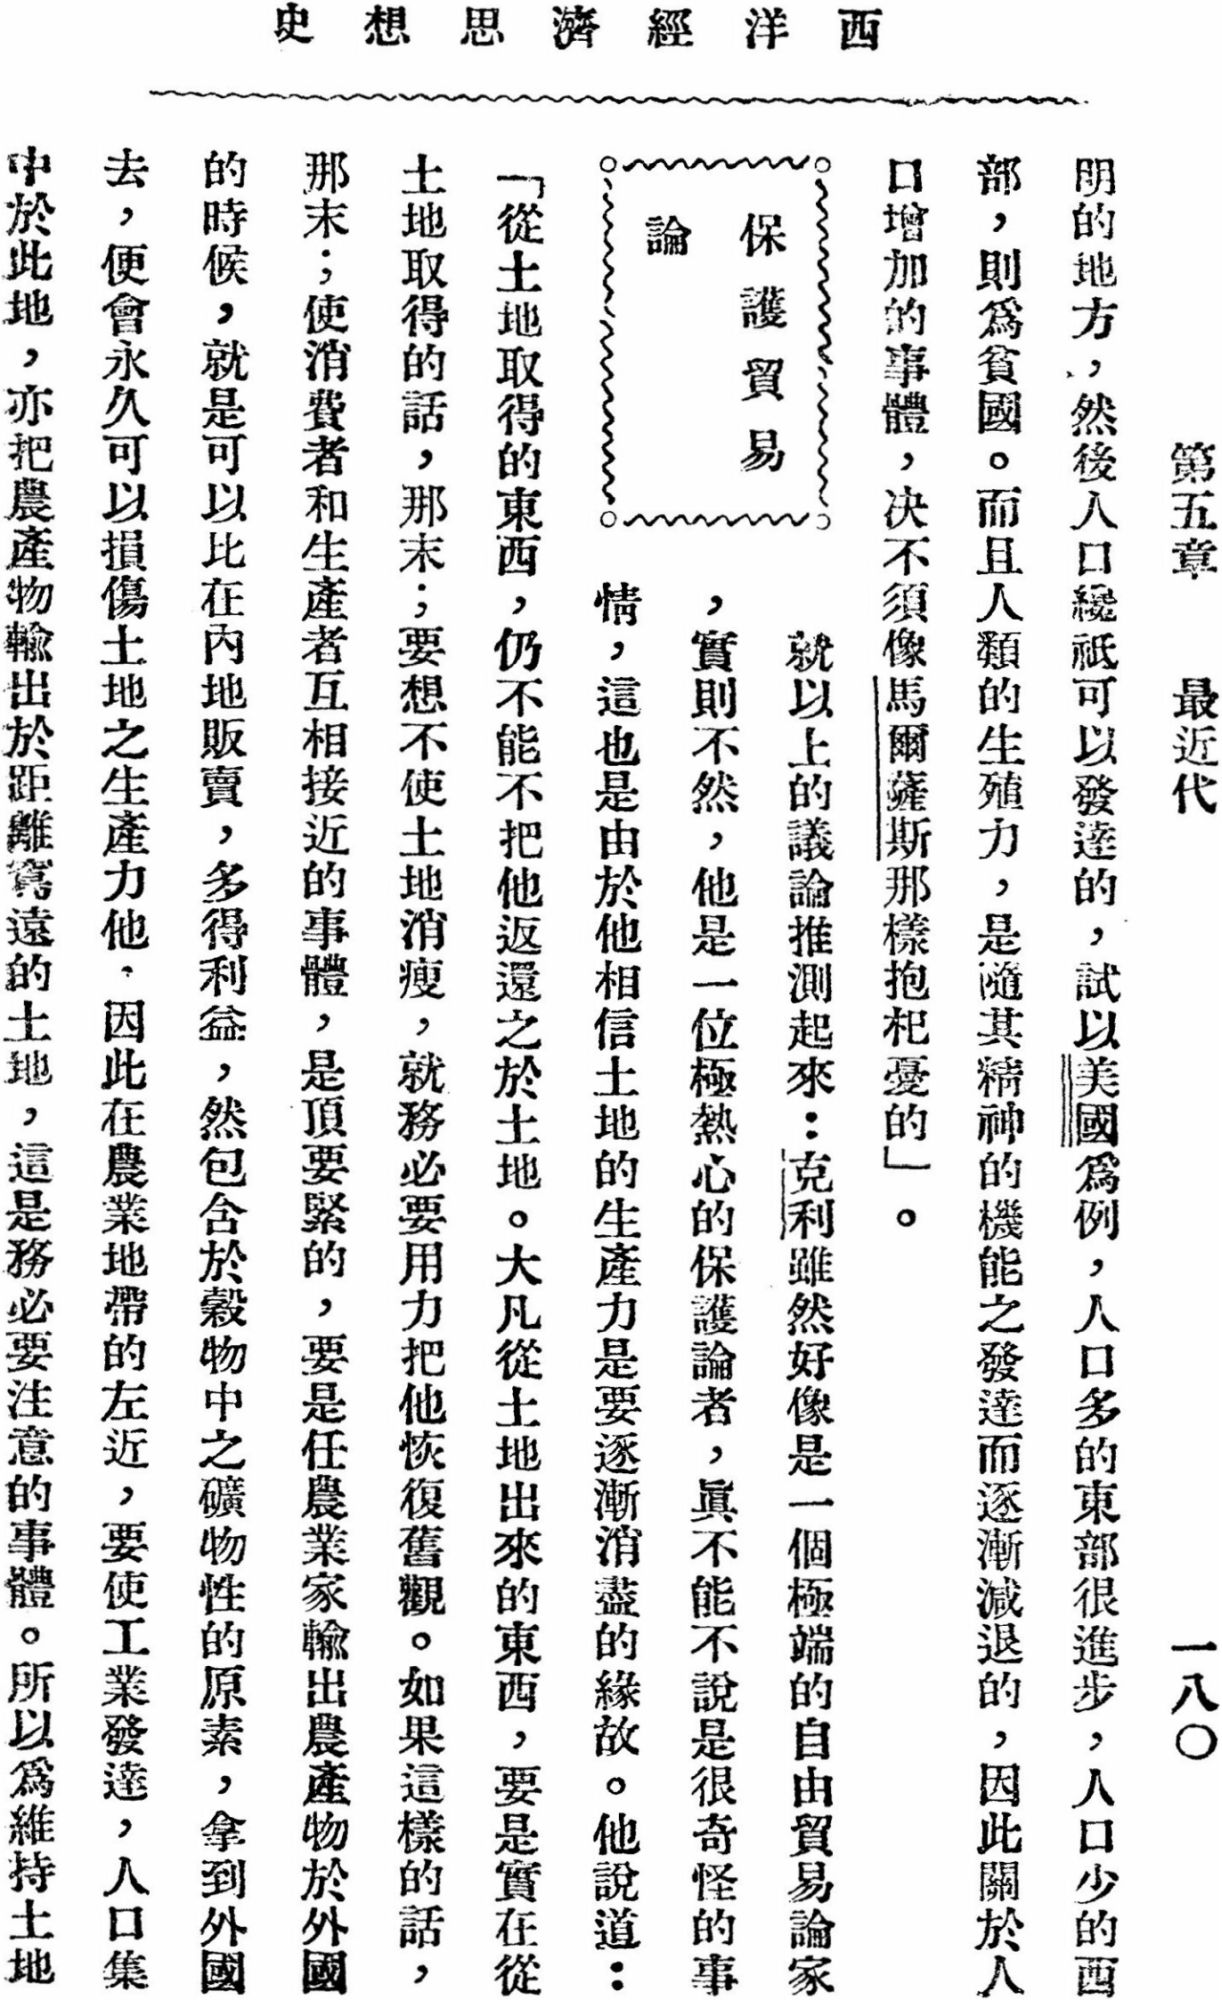 西洋經濟思想史
第五章　最近代　一八〇
明的地方，然後人口纔祇可以發達的，試以美國爲例，人口多的東部很進步，人口少的西
部，則爲貧國。而且人類的生殖力，是隨其精神的機能之發達而逐漸減退的，因此關於人
口增加的事體，決不須像馬爾薩斯那樣抱杞憂的」。
保護貿易
論
就以上的議論推測起來：克利雖然好像是一個極端的自由貿易論家
，實則不然，他是一位極熱心的保護論者，眞不能不說是很奇怪的事
情，這也是由於他相信土地的生產力是要逐漸消盡的緣故。他說道：
「從土地取得的東西，仍不能不把他返還之於土地。大凡從土地出來的東西，要是實在從
土地取得的話，那末；要想不使土地消瘦，就務必要用力把他恢復舊觀。如果這樣的話，
那末；使消費者和生產者互相接近的事體，是頂要緊的，要是任農業家輸出農產物於外國
的時候，就是可以比在內地販賣，多得利益，然包含於穀物中之礦物性的原素，拿到外國
去，便會永久可以損傷土地之生產力他，因此在農業地帶的左近，要使工業發達，人口集
中於此地，亦把農產物輸出於距離寫遠的土地，這是務必要注意的事體。所以爲維持土地